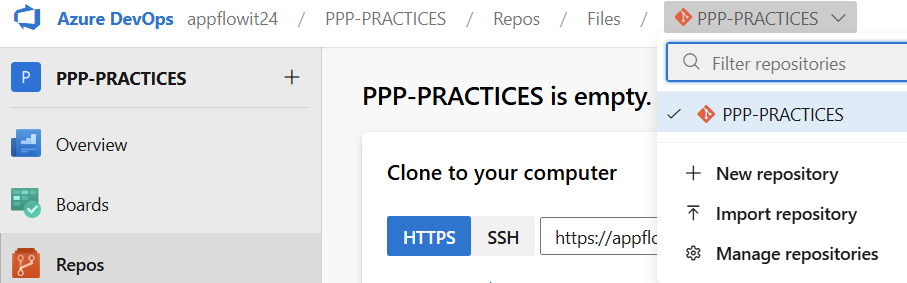 Azure DevOps appflowit24 / PPP-PRACTICES / Repos / Files / PPP-PRACTICES
P PPP-PRACTICES +
Overview
Boards
Repos
PPP-PRACTICES is empty.
Clone to your computer
HTTPS SSH https://appflo
Filter repositories
PPP-PRACTICES
New repository
Import repository
Manage repositories